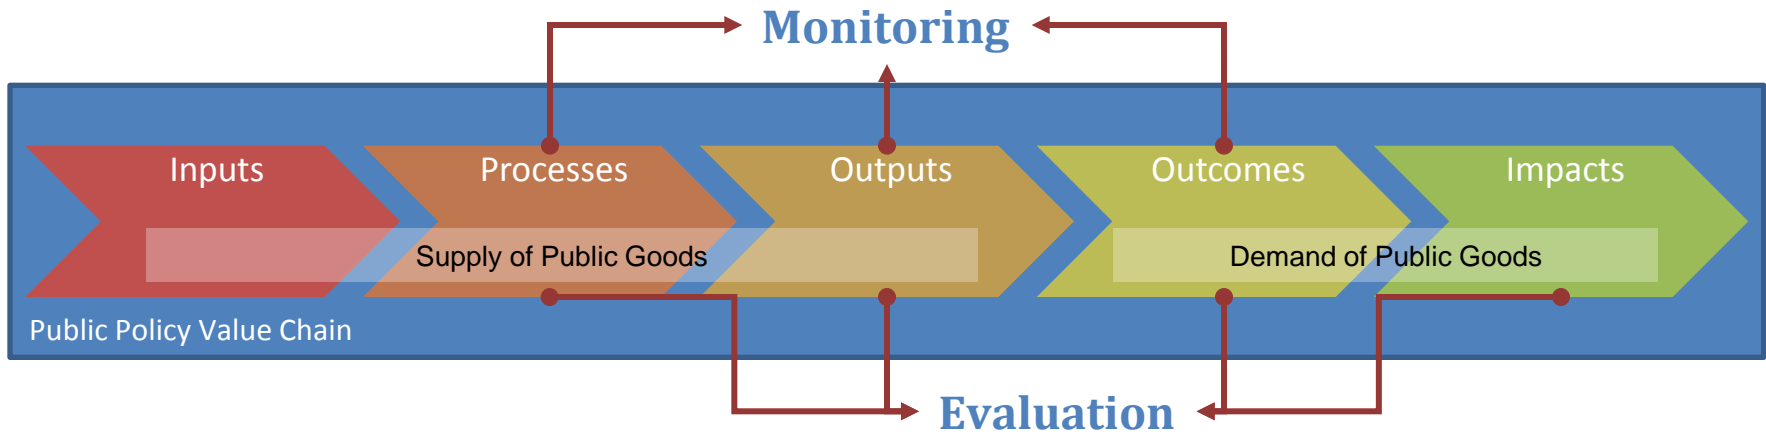 Monitoring
Inputs
Processes
Outputs
Outcomes
Impacts
Supply of Public Goods
Demand of Public Goods
Public Policy Value Chain
Evaluation